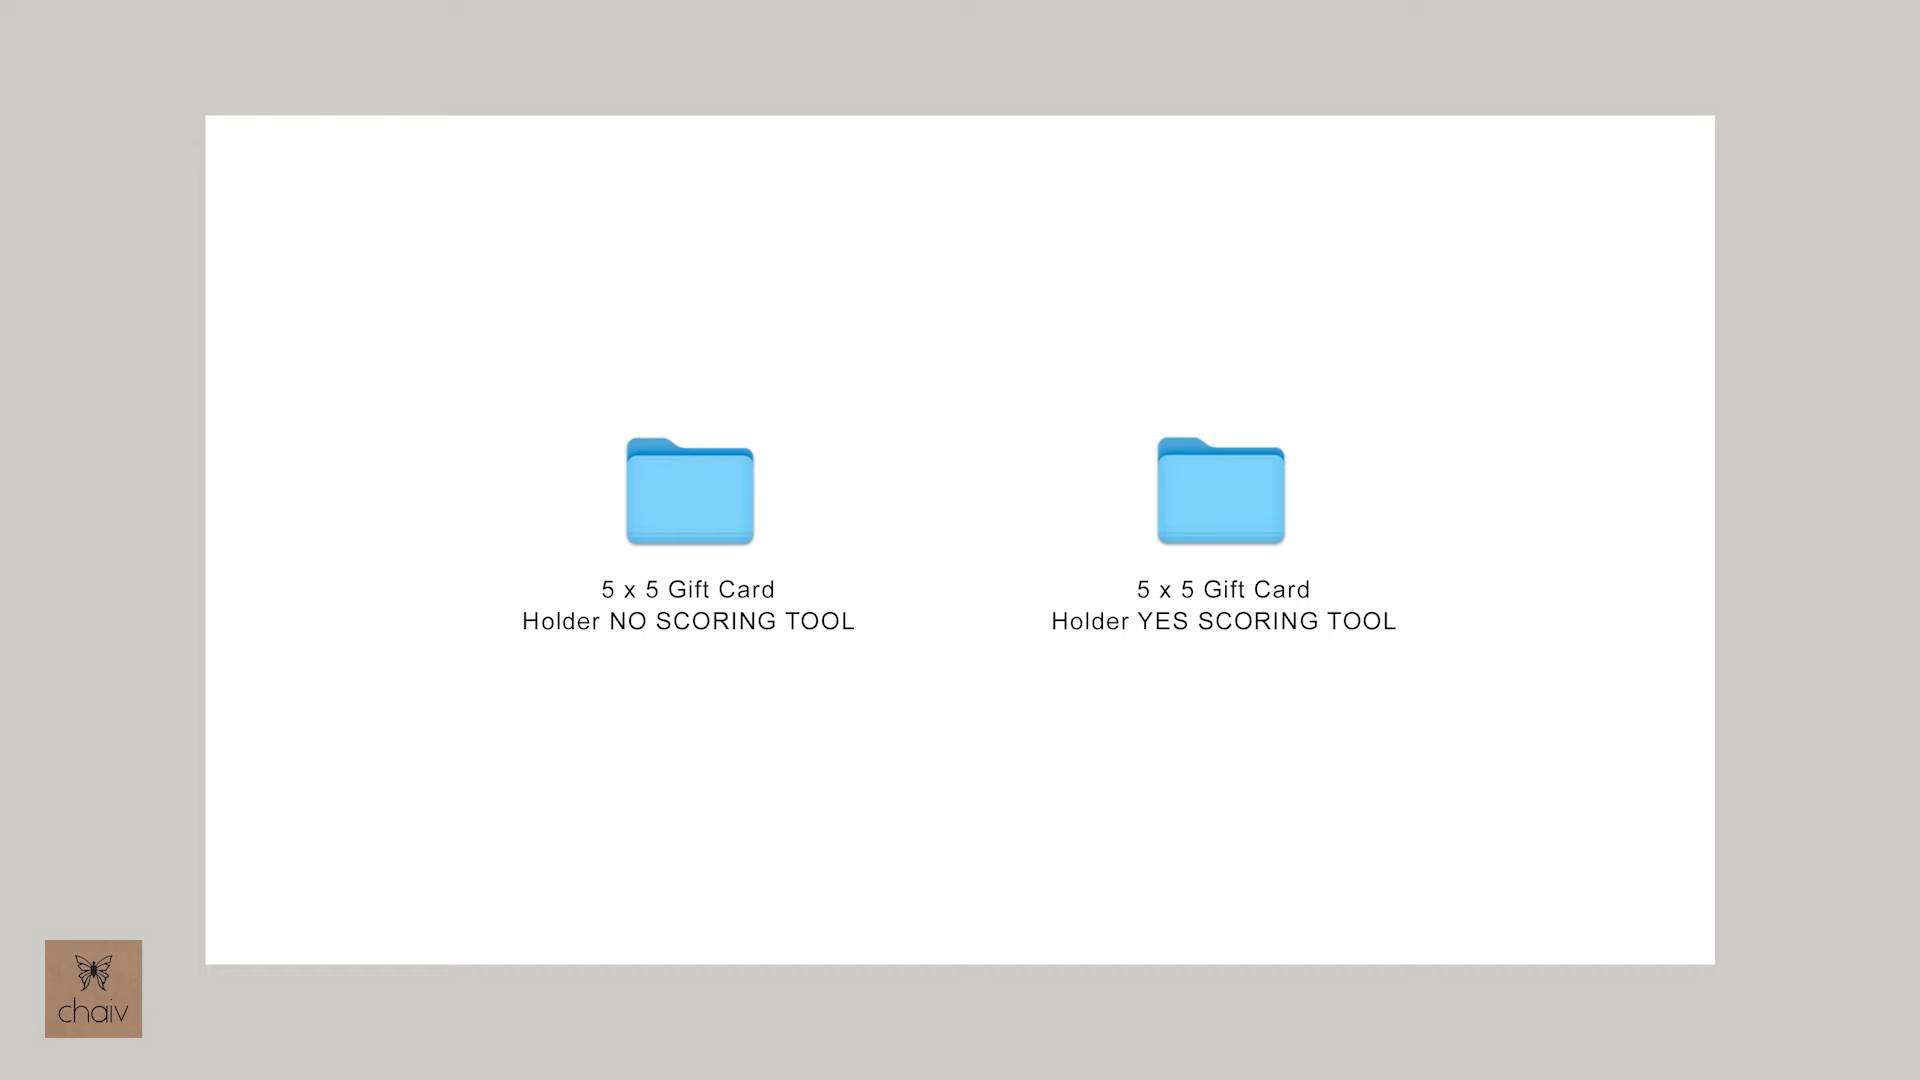 5 x 5 Gift Card
Holder NO SCORING TOOL
5 x 5 Gift Card
Holder YES SCORING TOOL
chaiv